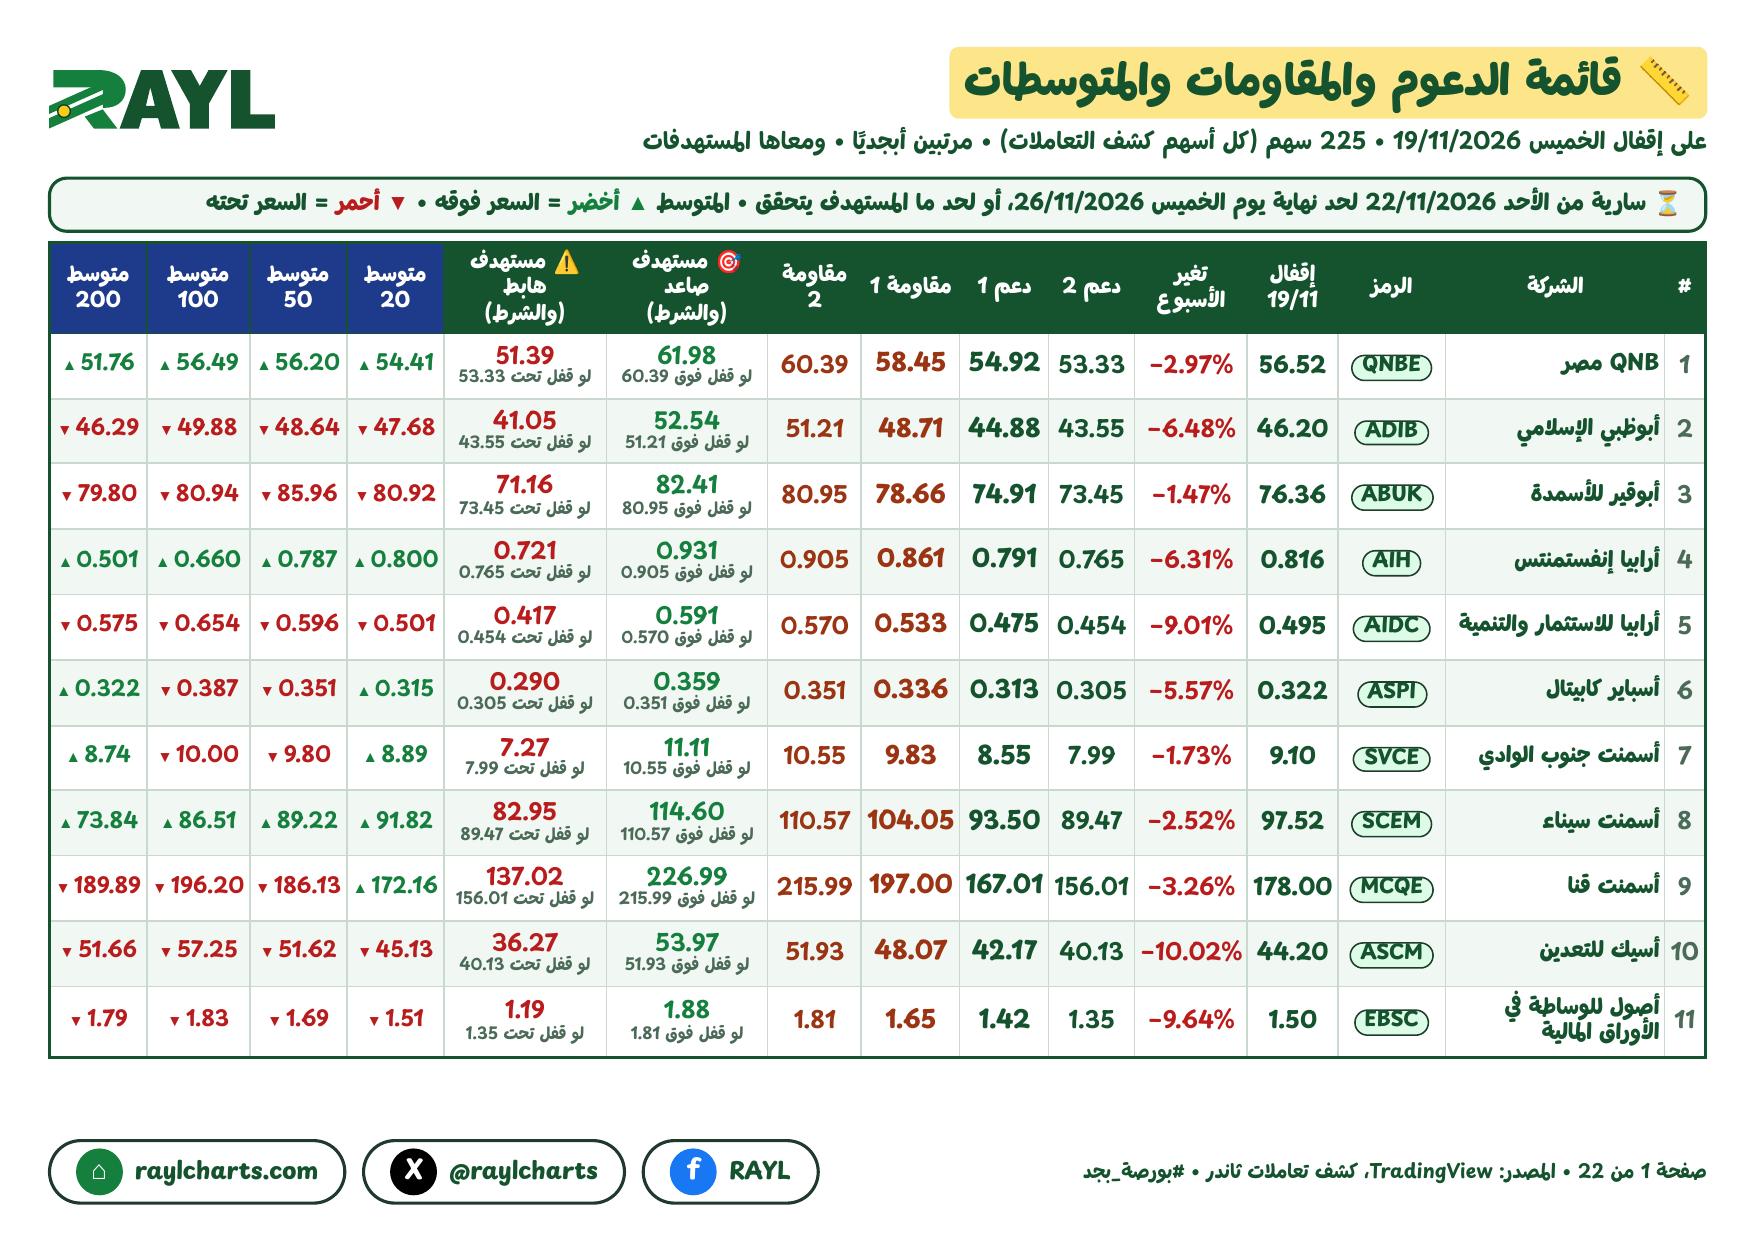 RAYL
قائمة الدعوم والمقاومات والمتوسطات
على إقفال الخميس 19/11/2026 • 225 سهم (كل أسهم كشف التعاملات) • مرتبين أبجديًا • ومعاها المستهدفات
سارية من الأحد 22/11/2026 لحد نهاية يوم الخميس 26/11/2026، أو لحد ما المستهدف يتحقق • المتوسط ▲ أخضر = السعر فوقه • ▼ أحمر = السعر تحته
# الشركة الرمز إقفال 19/11 تغير الأسبوع دعم 2 دعم 1 مقاومة 1 مقاومة 2 مستهدف صاعد (والشرط) مستهدف هابط (والشرط) متوسط 20 متوسط 50 متوسط 100 متوسط 200
1 QNB مصر QNBE 56.52 −2.97% 53.33 54.92 58.45 60.39 61.98 لو قفل فوق 60.39 51.39 لو قفل تحت 53.33 54.41 ▲ 56.20 ▲ 56.49 ▲ 51.76 ▲
2 أبوظبي الإسلامي ADIB 46.20 −6.48% 43.55 44.88 48.71 51.21 52.54 لو قفل فوق 51.21 41.05 لو قفل تحت 43.55 47.68 ▼ 48.64 ▼ 49.88 ▼ 46.29 ▼
3 أبوقير للأسمدة ABUK 76.36 −1.47% 73.45 74.91 78.66 80.95 82.41 لو قفل فوق 80.95 71.16 لو قفل تحت 73.45 80.92 ▼ 85.96 ▼ 80.94 ▼ 79.80 ▼
4 أرابيا إنفستمنتس AIH 0.816 −6.31% 0.765 0.791 0.861 0.905 0.931 لو قفل فوق 0.905 0.721 لو قفل تحت 0.765 0.800 ▲ 0.787 ▲ 0.660 ▲ 0.501 ▲
5 أرابيا للاستثمار والتنمية AIDC 0.495 −9.01% 0.454 0.475 0.533 0.570 0.591 لو قفل فوق 0.570 0.417 لو قفل تحت 0.454 0.501 ▼ 0.596 ▼ 0.654 ▼ 0.575 ▼
6 أسباير كابيتال ASPI 0.322 −5.57% 0.305 0.313 0.336 0.351 0.359 لو قفل فوق 0.351 0.290 لو قفل تحت 0.305 0.315 ▲ 0.351 ▼ 0.387 ▼ 0.322 ▲
7 أسمنت جنوب الوادي SVCE 9.10 −1.73% 7.99 8.55 9.83 10.55 11.11 لو قفل فوق 10.55 7.27 لو قفل تحت 7.99 8.89 ▲ 9.80 ▼ 10.00 ▼ 8.74 ▲
8 أسمنت سيناء SCEM 97.52 −2.52% 89.47 93.50 104.05 110.57 114.60 لو قفل فوق 110.57 82.95 لو قفل تحت 89.47 91.82 ▲ 89.22 ▲ 86.51 ▲ 73.84 ▲
9 أسمنت قنا MCQE 178.00 −3.26% 156.01 167.01 197.00 215.99 226.99 لو قفل فوق 215.99 137.02 لو قفل تحت 156.01 172.16 ▲ 186.13 ▼ 196.20 ▼ 189.89 ▼
10 أسيك للتعدين ASCM 44.20 −10.02% 40.13 42.17 48.07 51.93 53.97 لو قفل فوق 51.93 36.27 لو قفل تحت 40.13 45.13 ▼ 51.62 ▼ 57.25 ▼ 51.66 ▼
11 أصول للوساطة في الأوراق المالية EBSC 1.50 −9.64% 1.35 1.42 1.65 1.81 1.88 لو قفل فوق 1.81 1.19 لو قفل تحت 1.35 1.51 ▼ 1.69 ▼ 1.83 ▼ 1.79 ▼
صفحة 1 من 22 • المصدر: TradingView، كشف تعاملات ثاندر • #بورصة_بجد
raylcharts.com X @raylcharts f RAYL